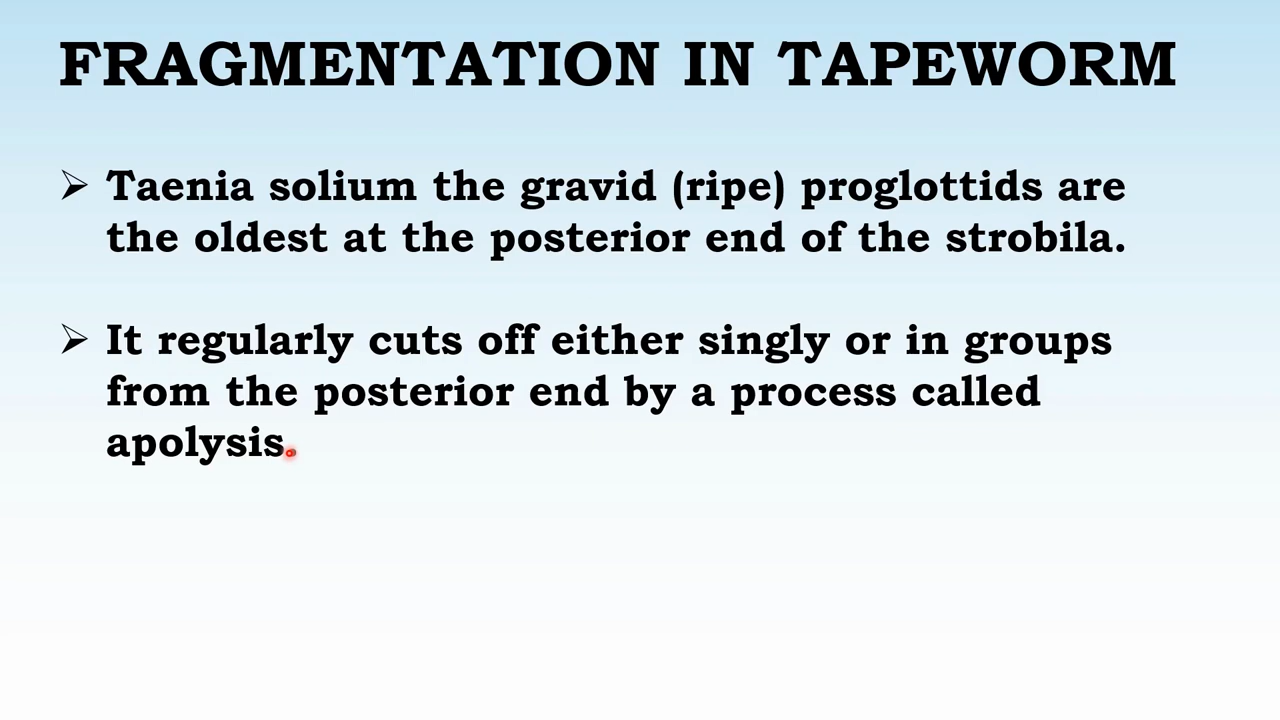 FRAGMENTATION IN TAPEWORM
➢ Taenia solium the gravid (ripe) proglottids are
the oldest at the posterior end of the strobila.
➢ It regularly cuts off either singly or in groups
from the posterior end by a process called
apolysis.